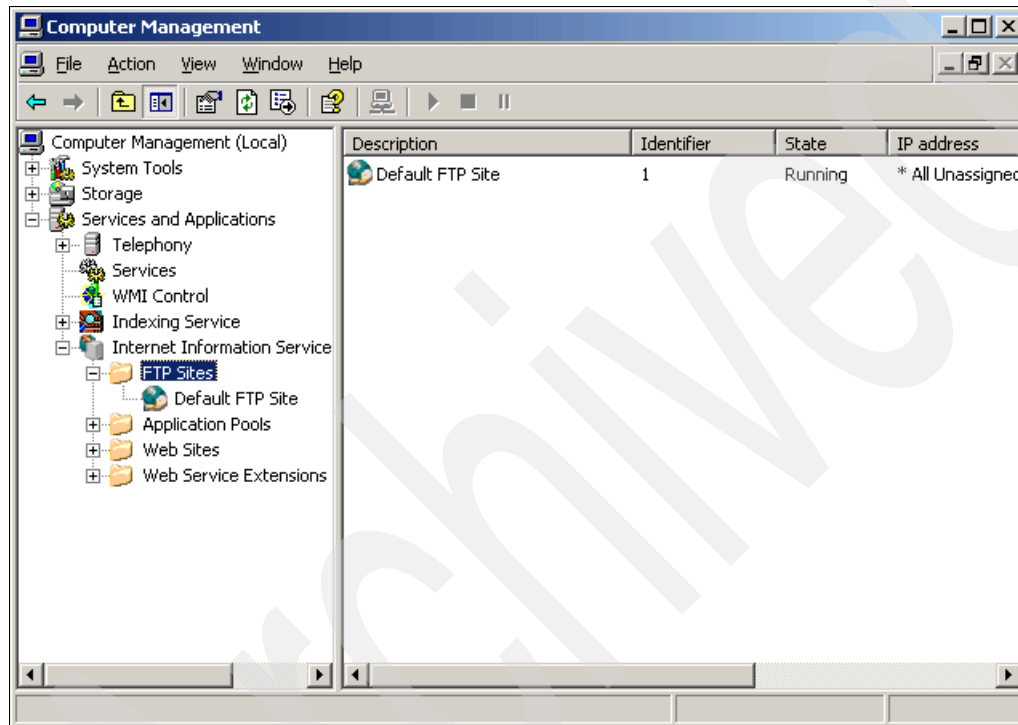 Computer Management
File Action View Window Help
Computer Management (Local)
System Tools
Storage
Services and Applications
Telephony
Services
WMI Control
Indexing Service
Internet Information Service
FTP Sites
Default FTP Site
Application Pools
Web Sites
Web Service Extensions
Description Identifier State IP address
Default FTP Site 1 Running * All Unassigned